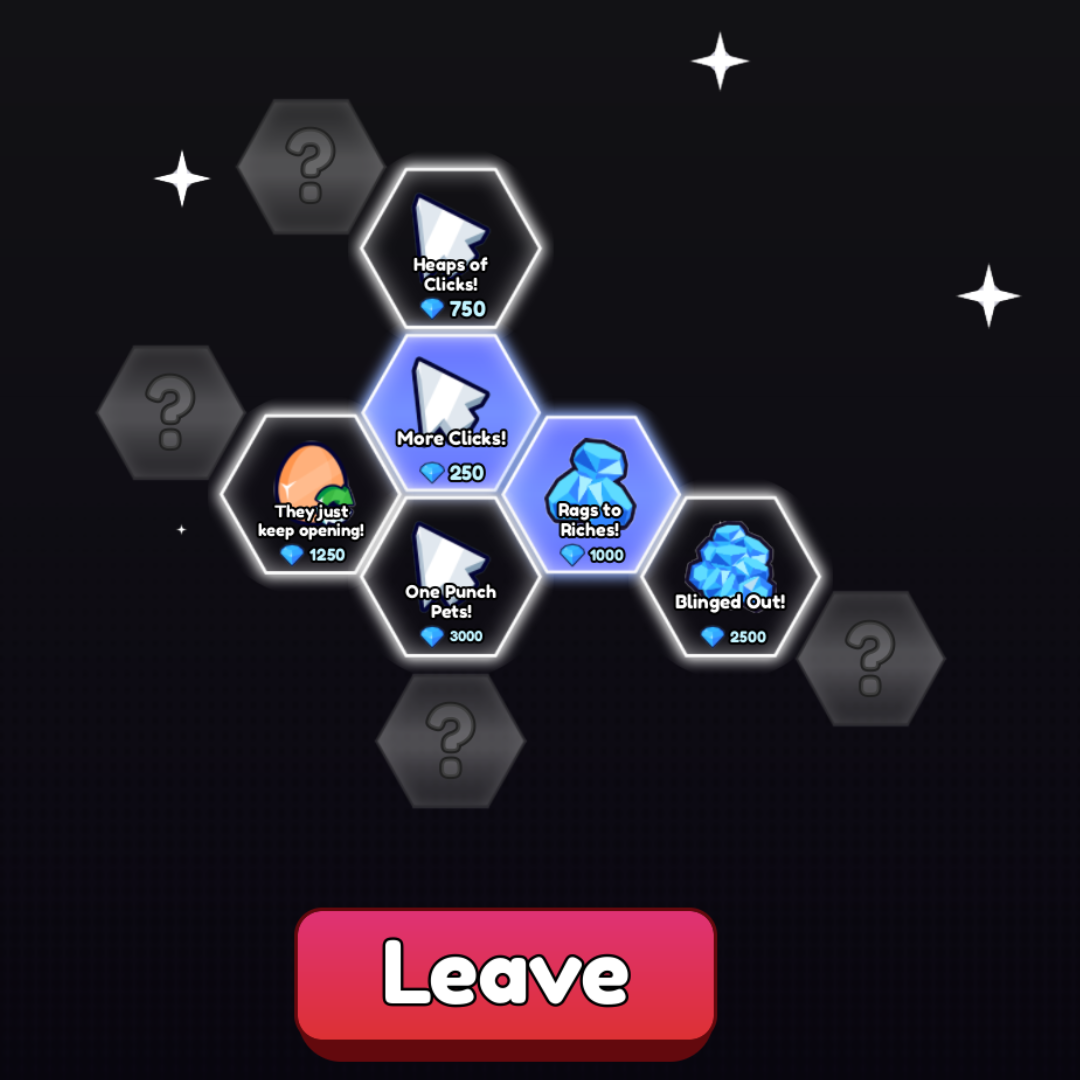 ?
Heaps of
Clicks!
750
?
More Clicks!
250
They just
keep opening!
1250
Rags to
Riches!
1000
One Punch
Pets!
3000
Blinged Out!
2500
?
?
Leave